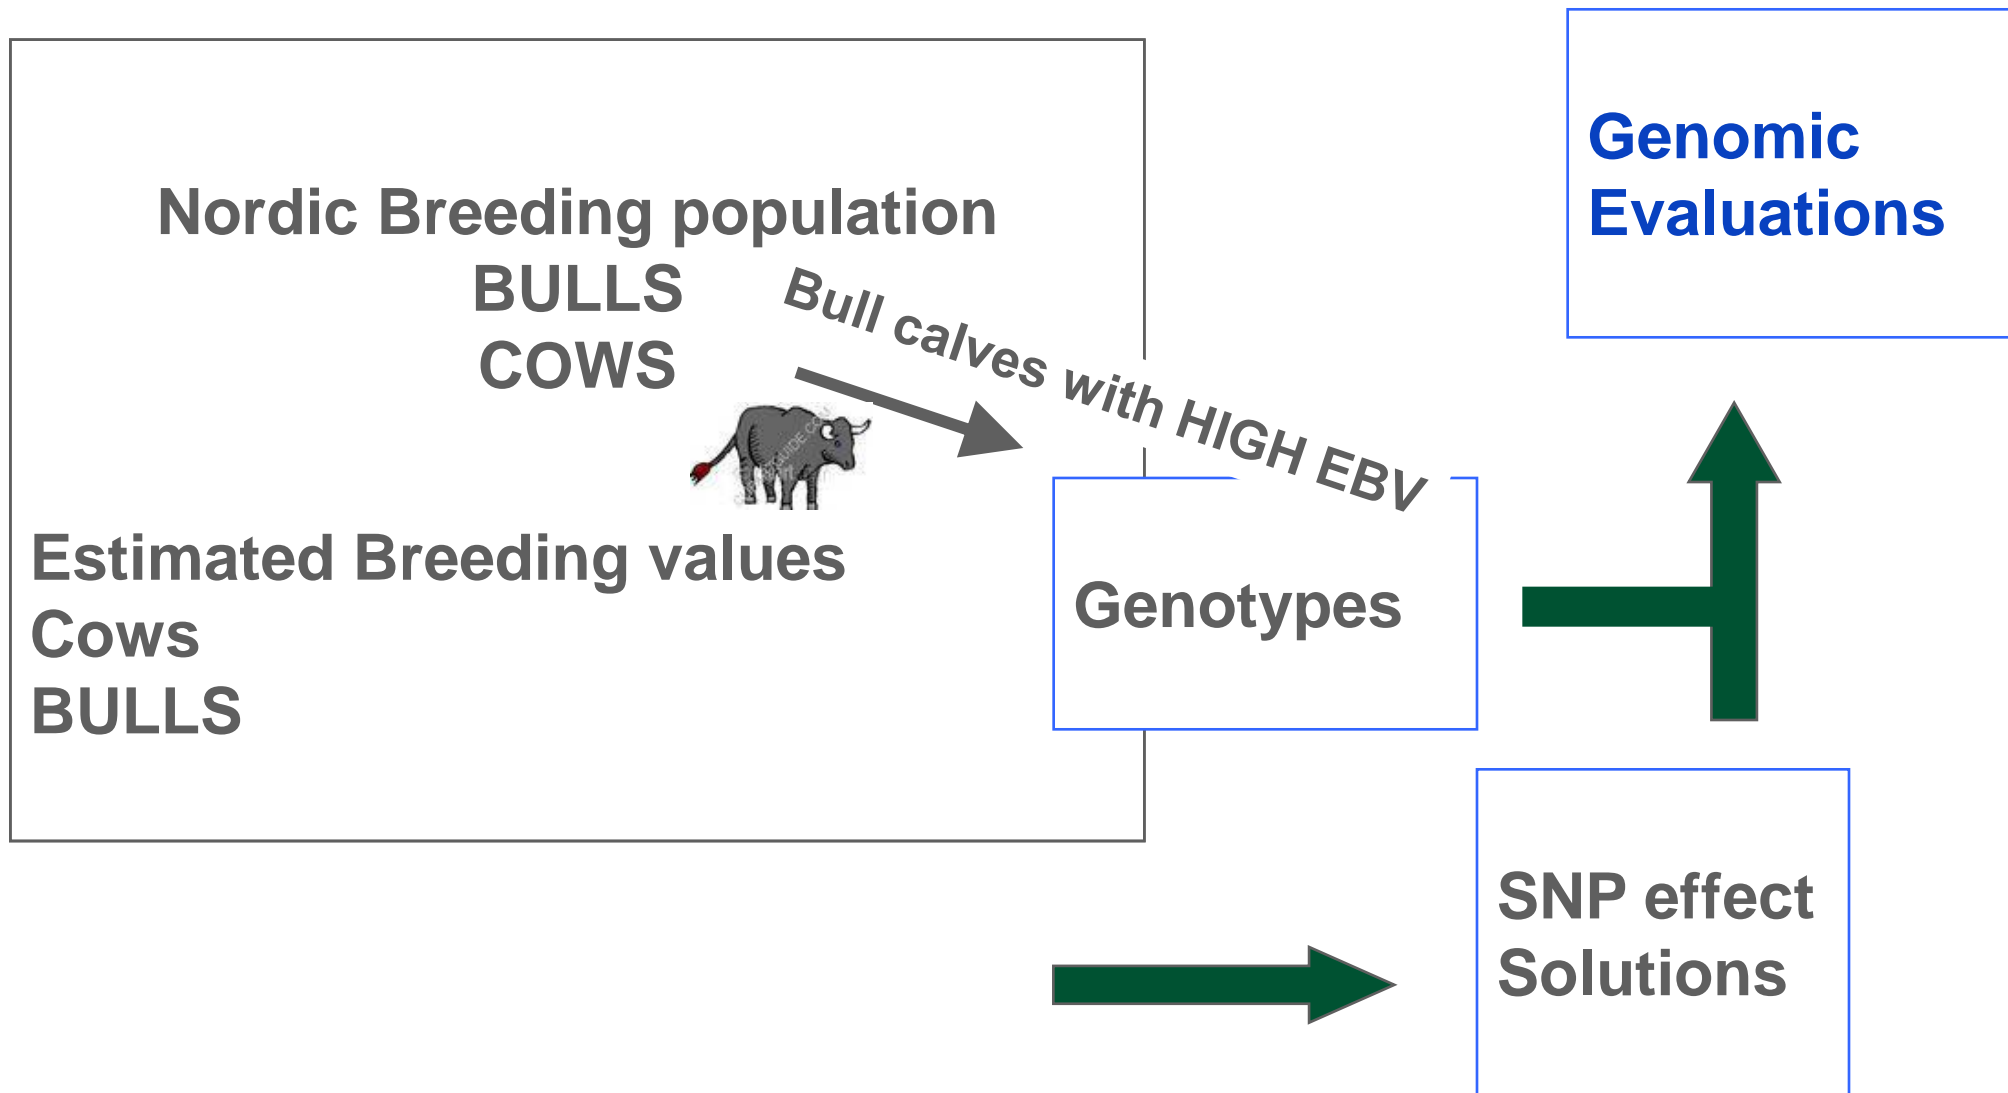 Nordic Breeding population
BULLS
COWS
Bull calves with HIGH EBV
Estimated Breeding values
Cows
BULLS
Genotypes
Genomic
Evaluations
SNP effect
Solutions